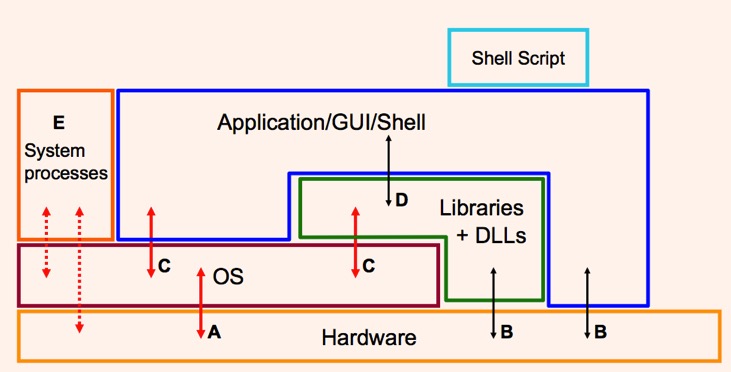 Shell Script
E
System
processes
Application/GUI/Shell
D
Libraries
+ DLLs
C
C
OS
A
B
B
Hardware